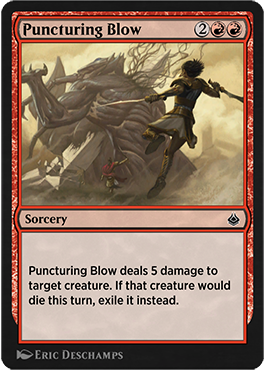 Puncturing Blow 2
Sorcery
Puncturing Blow deals 5 damage to
target creature. If that creature would
die this turn, exile it instead.
Eric Deschamps